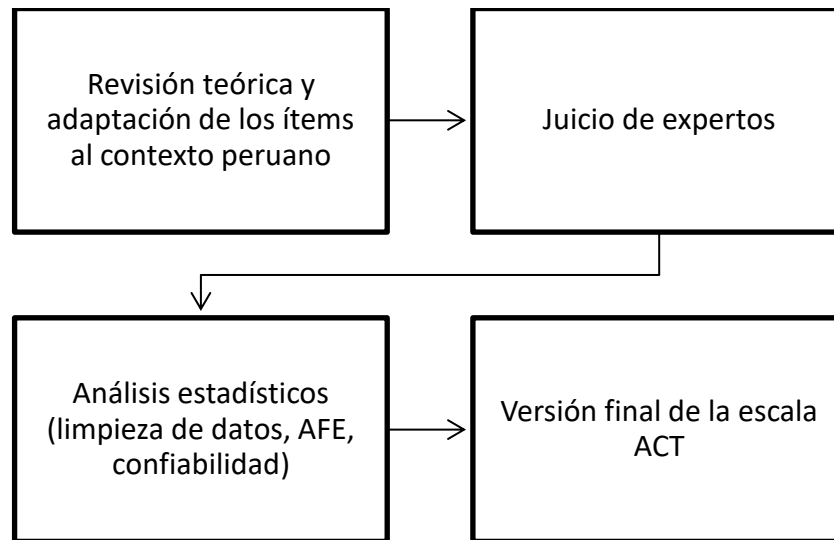 Revisión teórica y
adaptación de los ítems
al contexto peruano
Juicio de expertos
Análisis estadísticos
(limpieza de datos, AFE,
confiabilidad)
Versión final de la escala
ACT